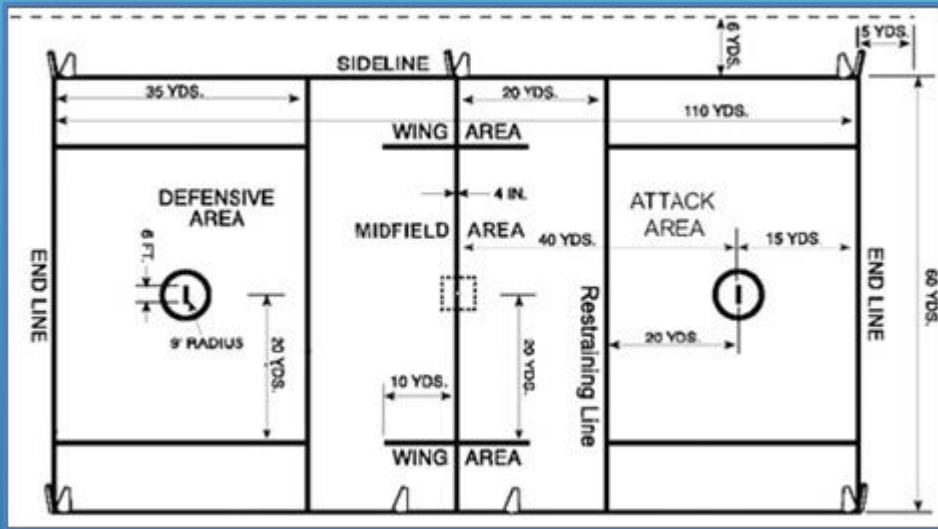 5 YDS.
6 YDS.
SIDELINE
35 YDS.
20 YDS.
110 YDS.
WING AREA
4 IN.
DEFENSIVE
AREA
ATTACK
AREA
MIDFIELD AREA
40 YDS.
15 YDS
6 FT.
END LINE
END LINE
60 YDS.
9' RADIUS
20 YDS.
20 YDS.
Restraining Line
20 YDS.
10 YDS.
WING AREA